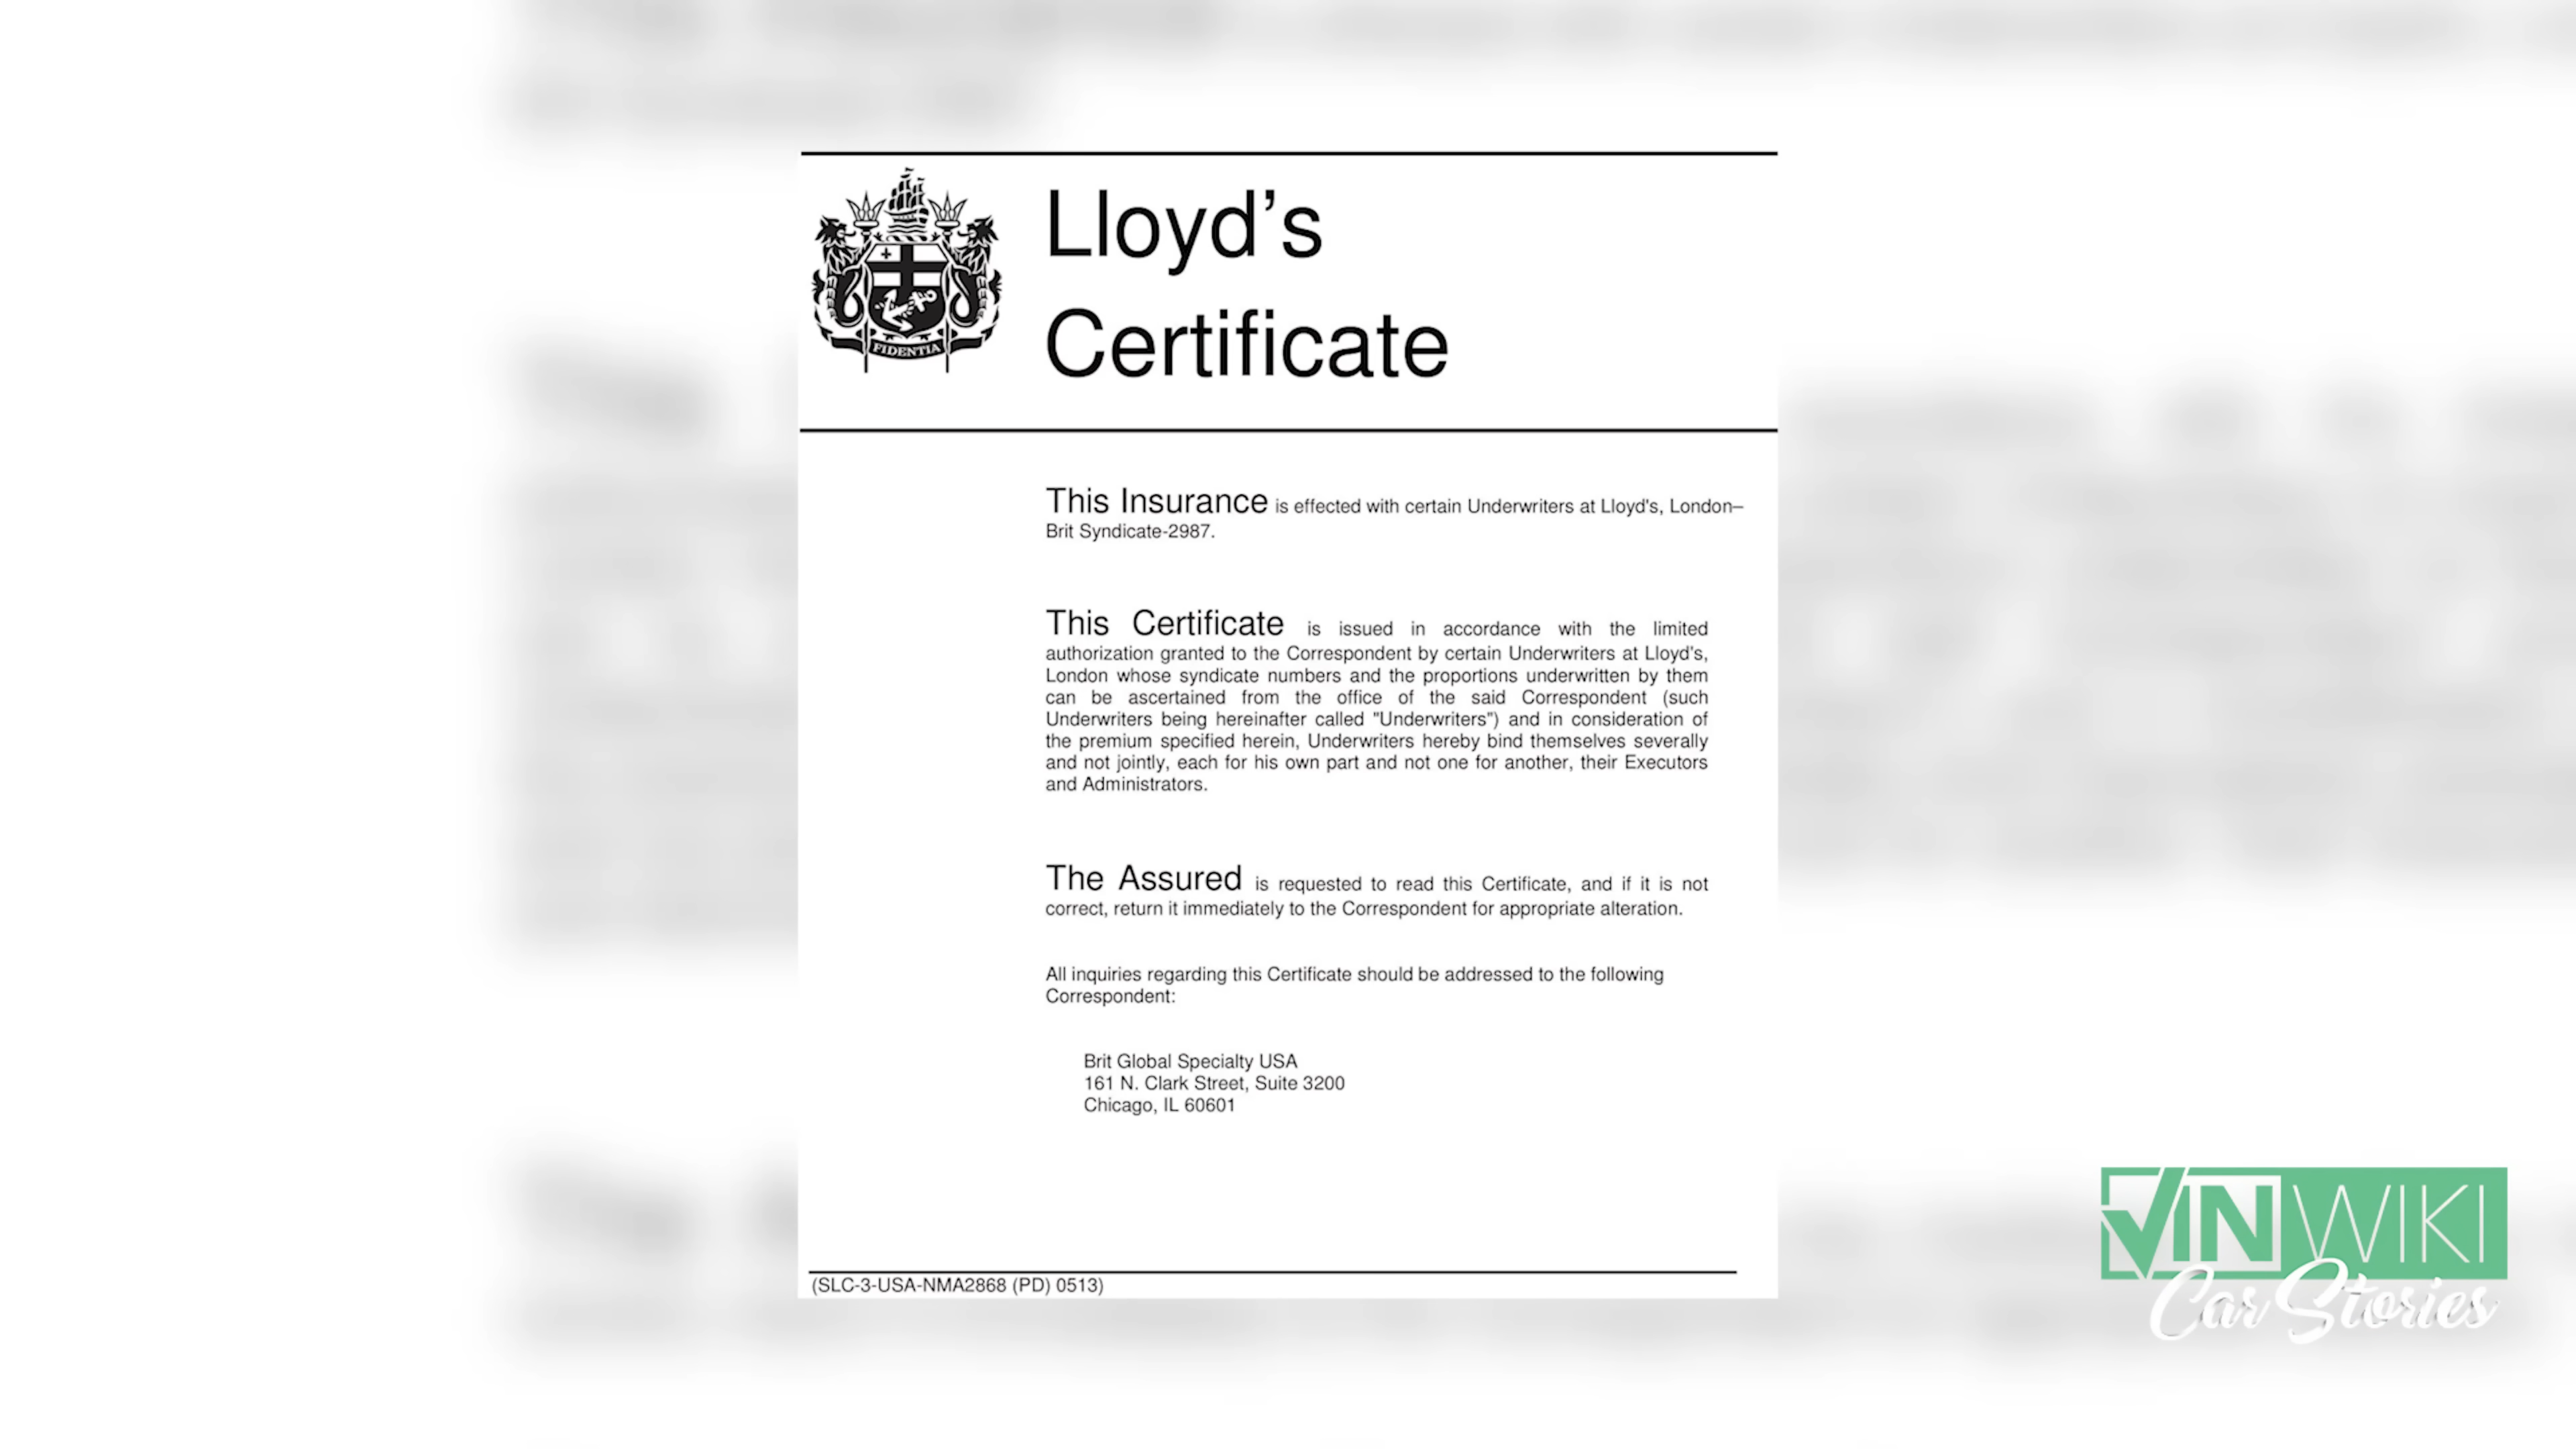 Lloyd's
Certificate
FIDENTIA
This Insurance is effected with certain Underwriters at Lloyd's, London–
Brit Syndicate-2987.
This Certificate is issued in accordance with the limited
authorization granted to the Correspondent by certain Underwriters at Lloyd's,
London whose syndicate numbers and the proportions underwritten by them
can be ascertained from the office of the said Correspondent (such
Underwriters being hereinafter called "Underwriters") and in consideration of
the premium specified herein, Underwriters hereby bind themselves severally
and not jointly, each for his own part and not one for another, their Executors
and Administrators.
The Assured is requested to read this Certificate, and if it is not
correct, return it immediately to the Correspondent for appropriate alteration.
All inquiries regarding this Certificate should be addressed to the following
Correspondent:
Brit Global Specialty USA
161 N. Clark Street, Suite 3200
Chicago, IL 60601
(SLC-3-USA-NMA2868 (PD) 0513)
VINWIKI
Car Stories